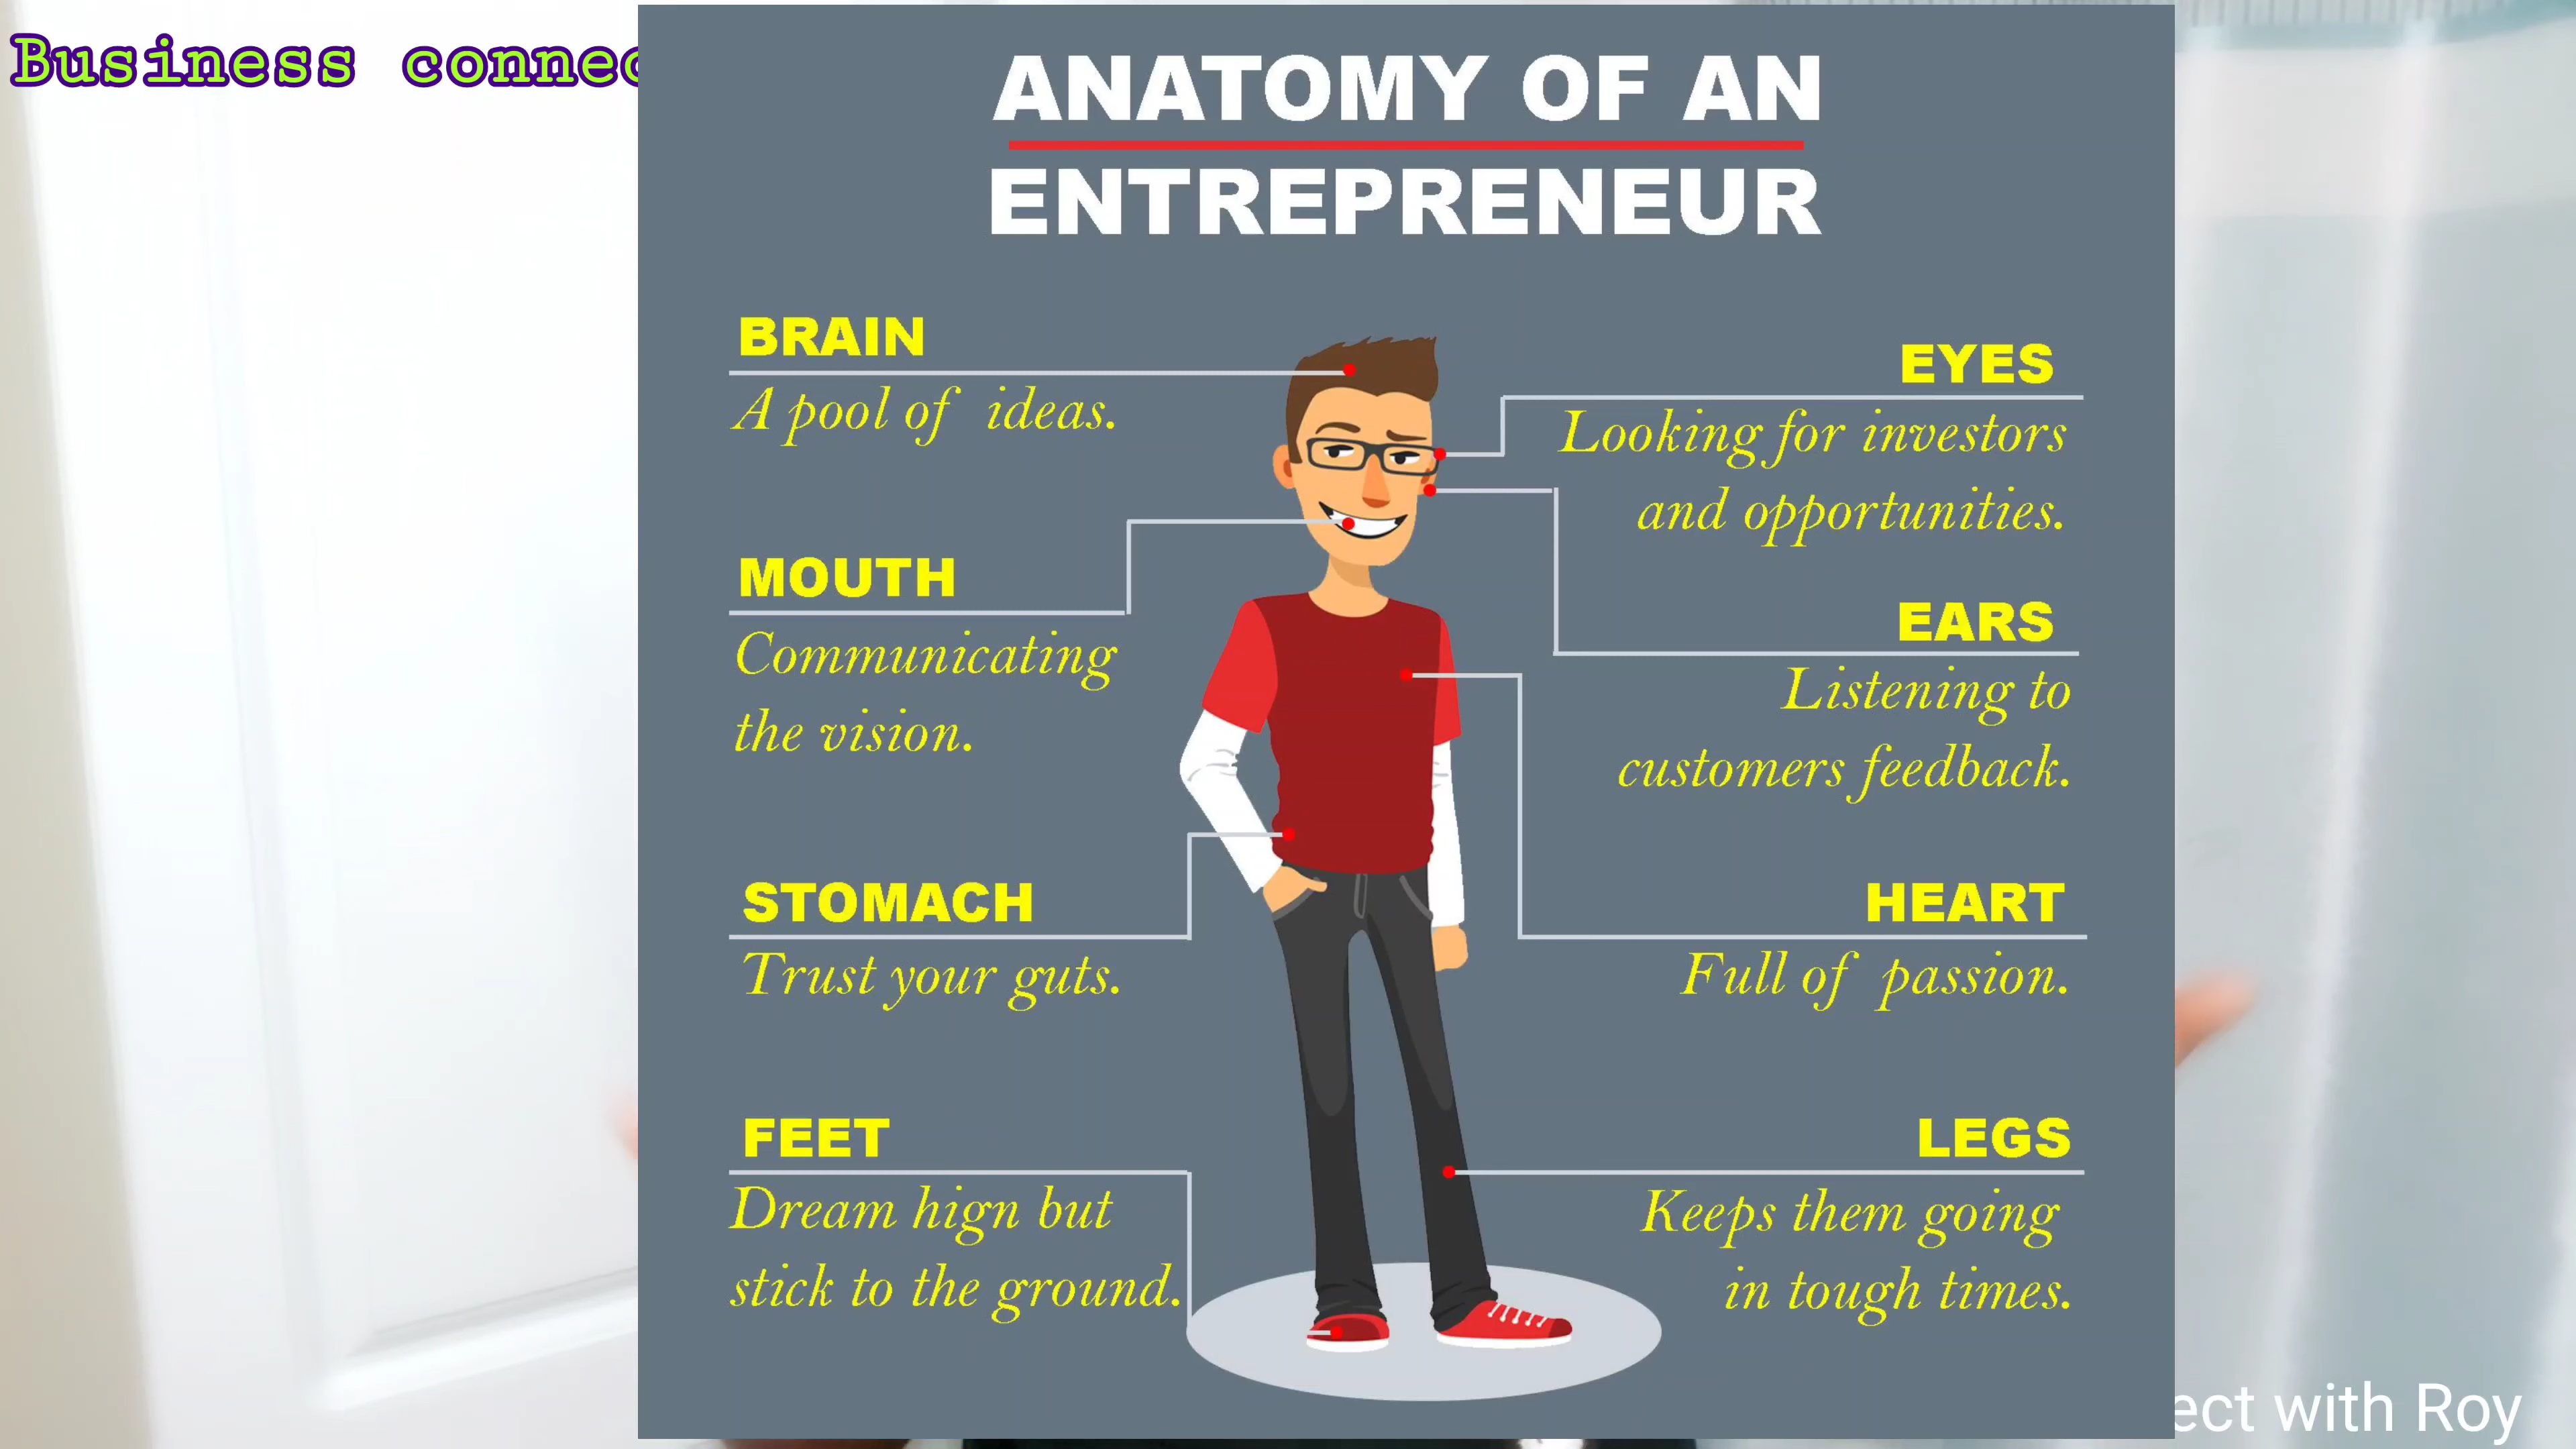 Business connec
ANATOMY OF AN
ENTREPRENEUR
BRAIN
A pool of ideas.
EYES
Looking for investors
and opportunities.
MOUTH
Communicating
the vision.
EARS
Listening to
customers feedback.
STOMACH
Trust your guts.
HEART
Full of passion.
FEET
Dream hign but
stick to the ground.
LEGS
Keeps them going
in tough times.
ect with Roy